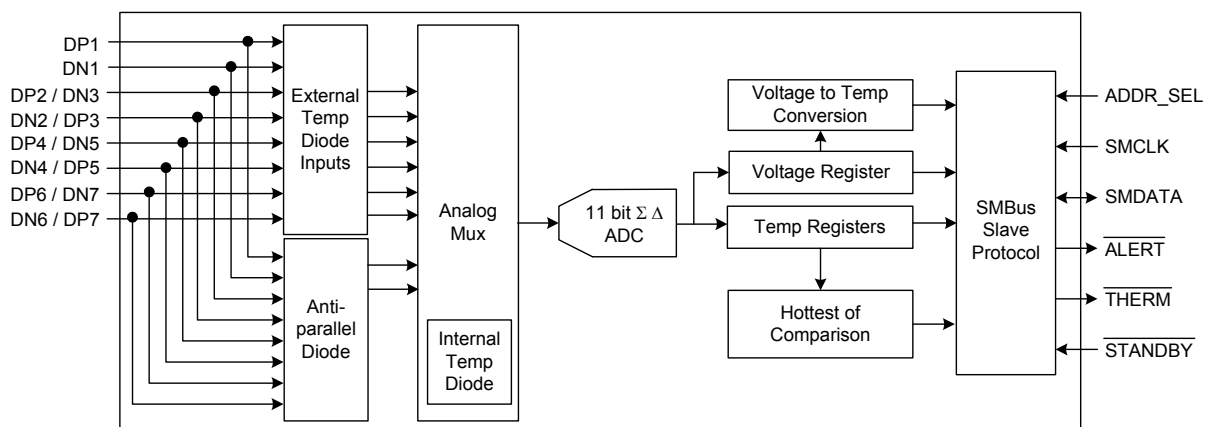 DP1
DN1
DP2 / DN3
DN2 / DP3
DP4 / DN5
DN4 / DP5
DP6 / DN7
DN6 / DP7
External
Temp
Diode
Inputs
Anti-
parallel
Diode
Analog
Mux
Internal
Temp
Diode
11 bit Σ Δ
ADC
Voltage to Temp
Conversion
Voltage Register
Temp Registers
Hottest of
Comparison
SMBus
Slave
Protocol
ADDR_SEL
SMCLK
SMDATA
ALERT
THERM
STANDBY